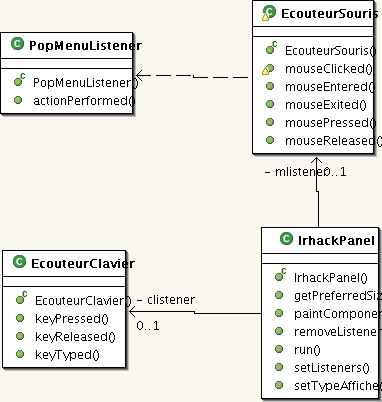 EcouteurSouris
EcouteurSouris()
mouseClicked()
mouseEntered()
mouseExited()
mousePressed()
mouseReleased()
PopMenuListener
PopMenuListener()
actionPerformed()
- mlistener
0..1
IrhackPanel
IrhackPanel()
getPreferredSiz
paintComponen
removeListene
run()
setListeners()
setTypeAffiche(
EcouteurClavier
EcouteurClavier()
keyPressed()
keyReleased()
keyTyped()
- clistener
0..1